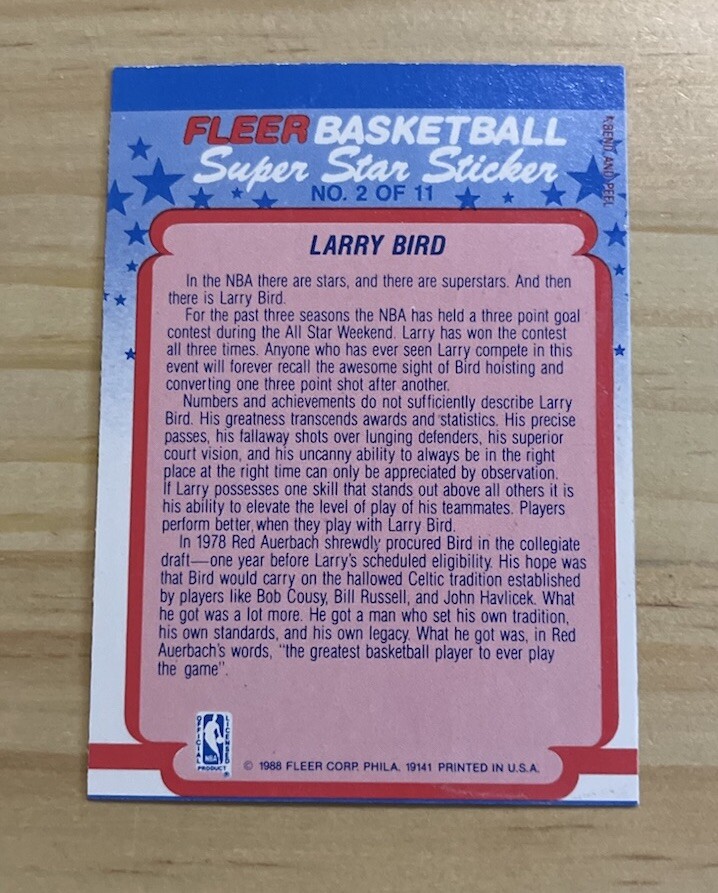 FLEER BASKETBALL
Super Star Sticker
NO. 2 OF 11
BEND AND PEEL
LARRY BIRD
In the NBA there are stars, and there are superstars. And then
there is Larry Bird.
For the past three seasons the NBA has held a three point goal
contest during the All Star Weekend. Larry has won the contest
all three times. Anyone who has ever seen Larry compete in this
event will forever recall the awesome sight of Bird hoisting and
converting one three point shot after another.
Numbers and achievements do not sufficiently describe Larry
Bird. His greatness transcends awards and statistics. His precise
passes, his fallaway shots over lunging defenders, his superior
court vision, and his uncanny ability to always be in the right
place at the right time can only be appreciated by observation.
If Larry possesses one skill that stands out above all others it is
his ability to elevate the level of play of his teammates. Players
perform better when they play with Larry Bird.
In 1978 Red Auerbach shrewdly procured Bird in the collegiate
draft—one year before Larry's scheduled eligibility. His hope was
that Bird would carry on the hallowed Celtic tradition established
by players like Bob Cousy, Bill Russell, and John Havlicek. What
he got was a lot more. He got a man who set his own tradition,
his own standards, and his own legacy. What he got was, in Red
Auerbach's words, "the greatest basketball player to ever play
the game".
OFFICIAL LICENSED
NBA
PRODUCT ®
© 1988 FLEER CORP. PHILA. 19141 PRINTED IN U.S.A.